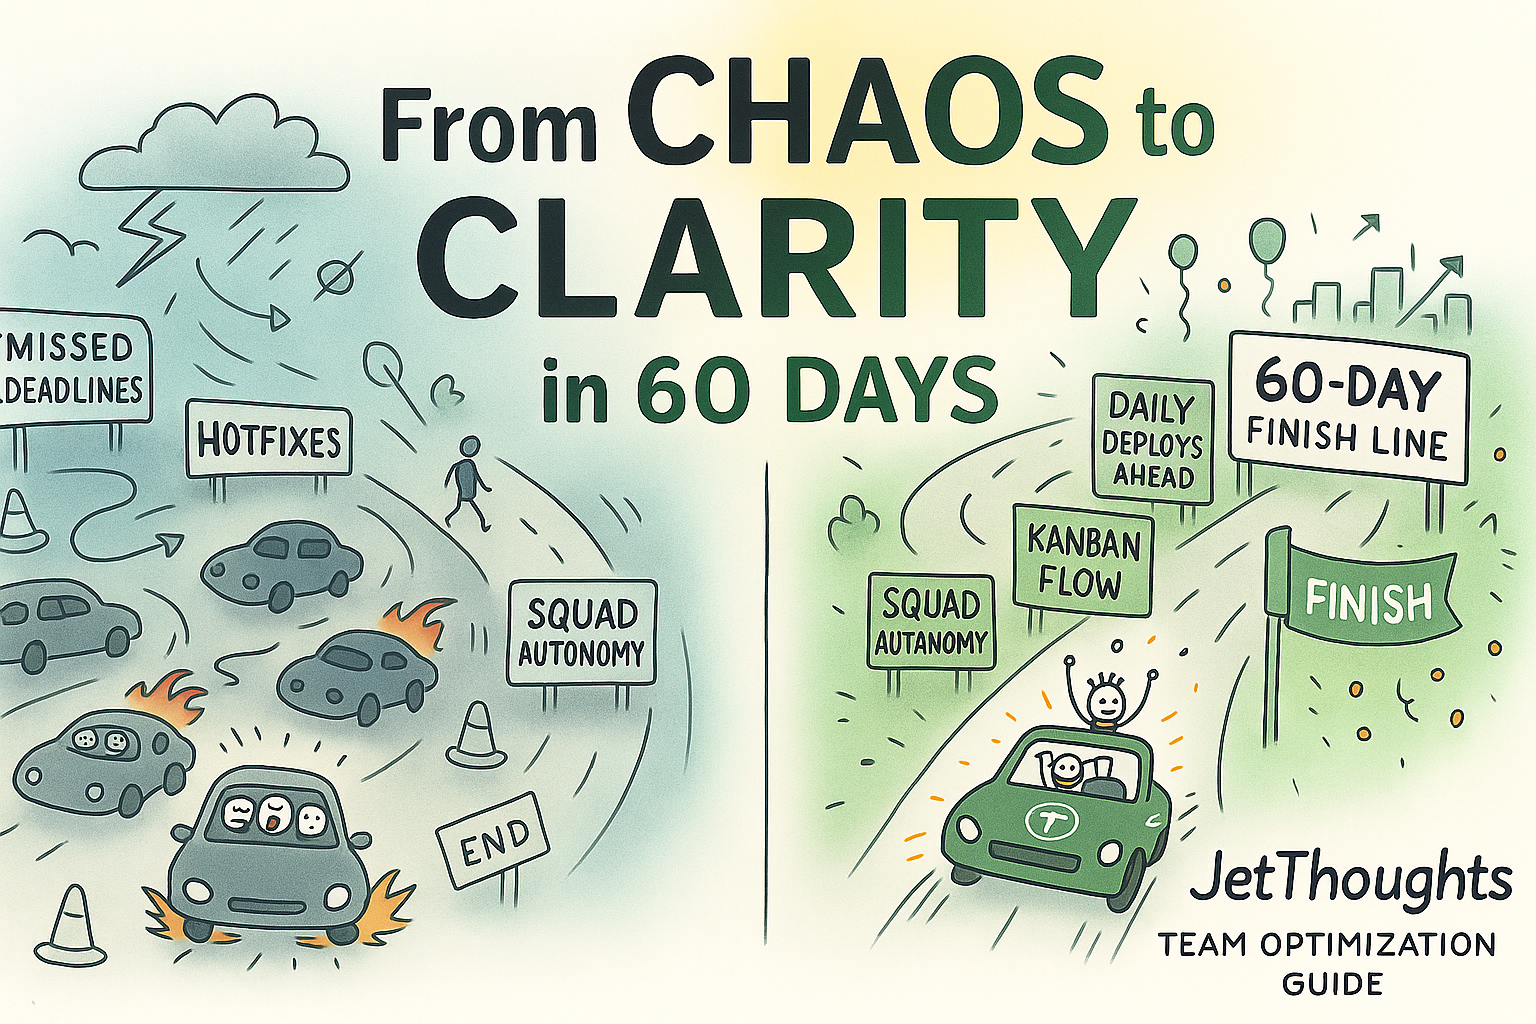 From CHAOS to
CLARITY
in 60 DAYS
MISSED
DEADLINES
HOTFIXES
SQUAD
AUTONOMY
END
60-DAY
FINISH LINE
DAILY
DEPLOYS
AHEAD
KANBAN
FLOW
SQUAD
AUTANOMY
FINISH
T
JetThoughts
TEAM OPTIMIZATION
GUIDE